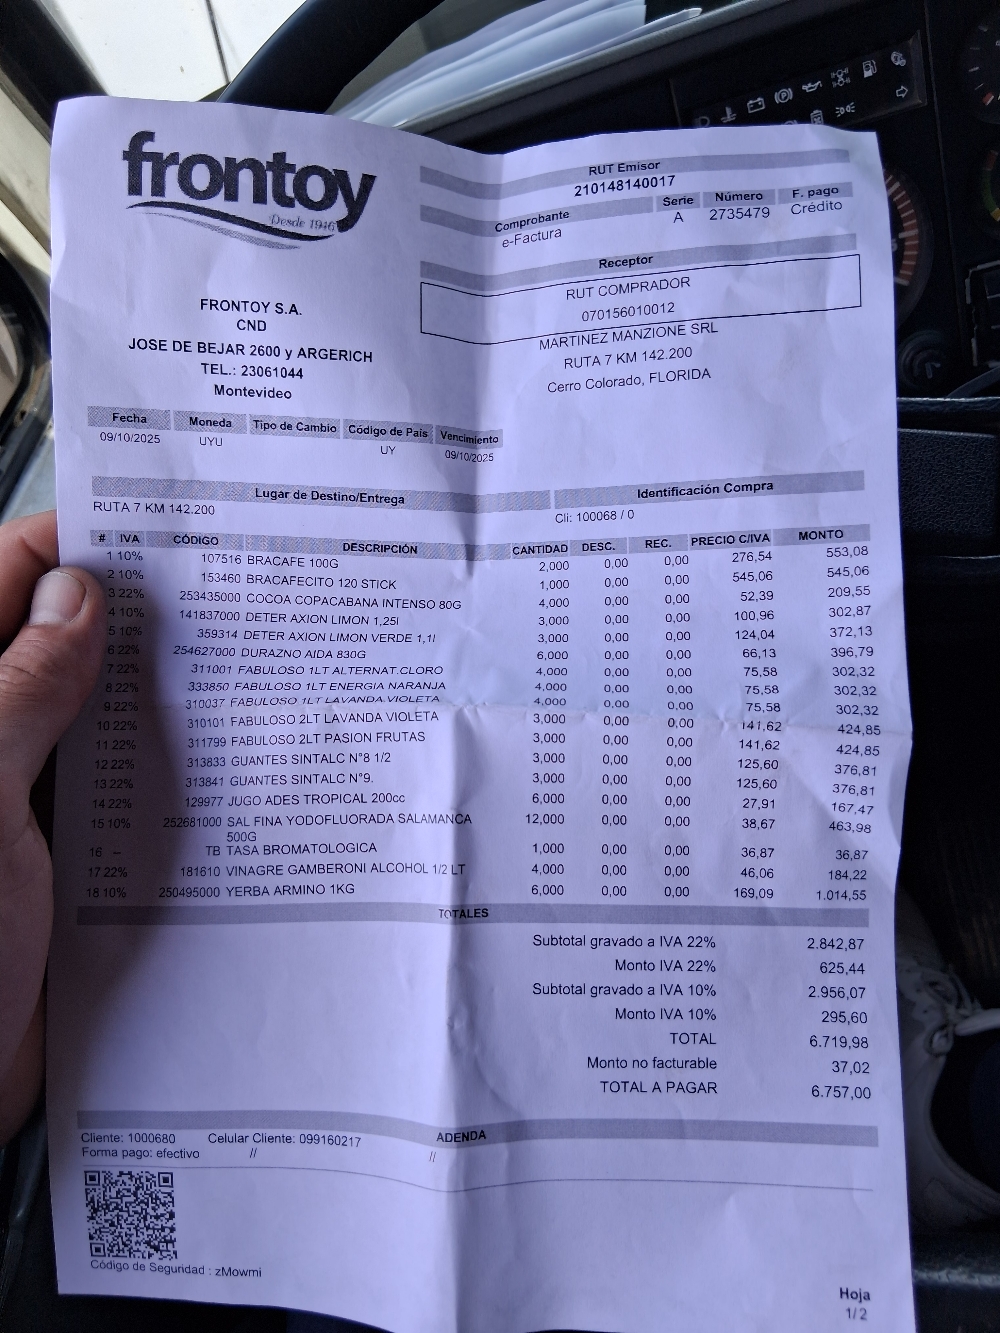 frontoy
Desde 1946
RUT Emisor
210148140017
Comprobante Serie Número F. pago
e-Factura A 2735479 Crédito
Receptor
RUT COMPRADOR
070156010012
MARTINEZ MANZIONE SRL
RUTA 7 KM 142.200
Cerro Colorado, FLORIDA
FRONTOY S.A.
CND
JOSE DE BEJAR 2600 y ARGERICH
TEL.: 23061044
Montevideo
Fecha Moneda Tipo de Cambio Código de País Vencimiento
09/10/2025 UYU UY 09/10/2025
Lugar de Destino/Entrega Identificación Compra
RUTA 7 KM 142.200 Cli: 100068 / 0
# IVA CÓDIGO DESCRIPCIÓN CANTIDAD DESC. REC. PRECIO C/IVA MONTO
1 10% 107516 BRACAFE 100G 2,000 0,00 0,00 276,54 553,08
2 10% 153460 BRACAFECITO 120 STICK 1,000 0,00 0,00 545,06 545,06
3 22% 253435000 COCOA COPACABANA INTENSO 80G 4,000 0,00 0,00 52,39 209,55
4 10% 141837000 DETER AXION LIMON 1,25l 3,000 0,00 0,00 100,96 302,87
5 10% 359314 DETER AXION LIMON VERDE 1,1l 3,000 0,00 0,00 124,04 372,13
6 22% 254627000 DURAZNO AIDA 830G 6,000 0,00 0,00 66,13 396,79
7 22% 311001 FABULOSO 1LT ALTERNAT.CLORO 4,000 0,00 0,00 75,58 302,32
8 22% 333850 FABULOSO 1LT ENERGIA NARANJA 4,000 0,00 0,00 75,58 302,32
9 22% 310037 FABULOSO 1LT LAVANDA VIOLETA 4,000 0,00 0,00 75,58 302,32
10 22% 310101 FABULOSO 2LT LAVANDA VIOLETA 3,000 0,00 0,00 141,62 424,85
11 22% 311799 FABULOSO 2LT PASION FRUTAS 3,000 0,00 0,00 141,62 424,85
12 22% 313833 GUANTES SINTALC N°8 1/2 3,000 0,00 0,00 125,60 376,81
13 22% 313841 GUANTES SINTALC N°9. 3,000 0,00 0,00 125,60 376,81
14 22% 129977 JUGO ADES TROPICAL 200cc 6,000 0,00 0,00 27,91 167,47
15 10% 252681000 SAL FINA YODOFLUORADA SALAMANCA 12,000 0,00 0,00 38,67 463,98
500G
16 -- TB TASA BROMATOLOGICA 1,000 0,00 0,00 36,87 36,87
17 22% 181610 VINAGRE GAMBERONI ALCOHOL 1/2 LT 4,000 0,00 0,00 46,06 184,22
18 10% 250495000 YERBA ARMINO 1KG 6,000 0,00 0,00 169,09 1.014,55
TOTALES
Subtotal gravado a IVA 22% 2.842,87
Monto IVA 22% 625,44
Subtotal gravado a IVA 10% 2.956,07
Monto IVA 10% 295,60
TOTAL 6.719,98
Monto no facturable 37,02
TOTAL A PAGAR 6.757,00
ADENDA
Cliente: 1000680 Celular Cliente: 099160217
Forma pago: efectivo // //
Código de Seguridad : zMowmi
Hoja
1/2